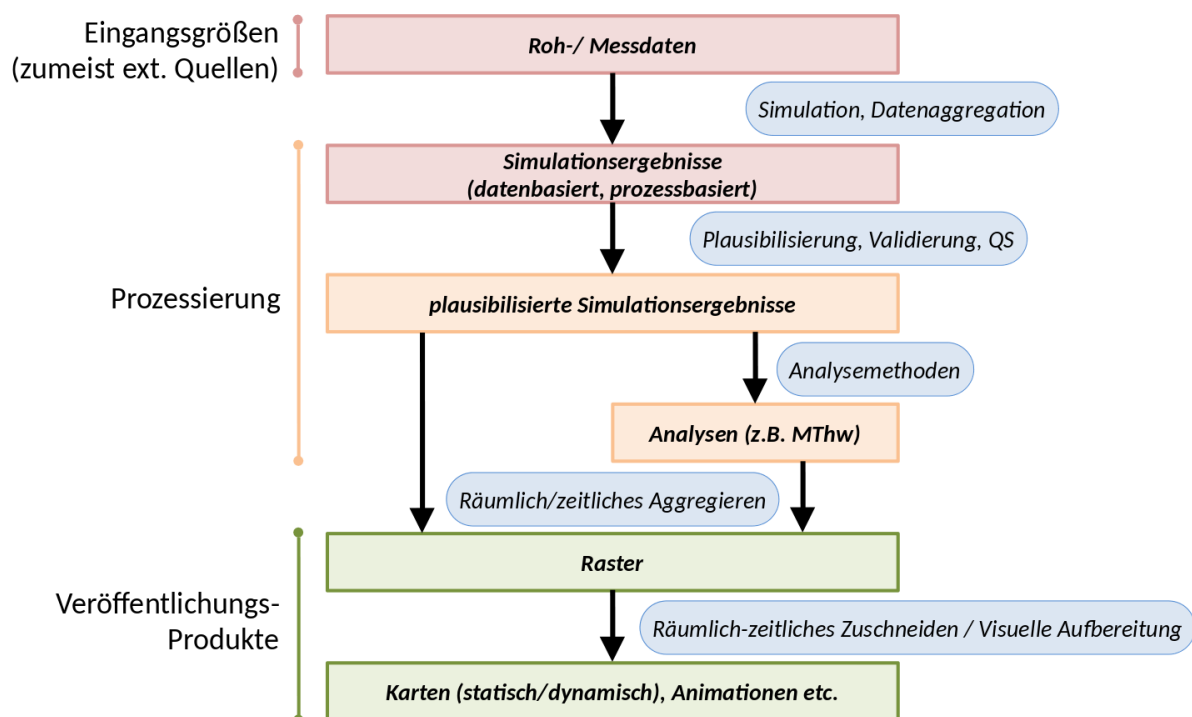 Eingangsgrößen
(zumeist ext. Quellen)
Roh-/ Messdaten
Simulation, Datenaggregation
Simulationsergebnisse
(datenbasiert, prozessbasiert)
Plausibilisierung, Validierung, QS
Prozessierung
plausibilisierte Simulationsergebnisse
Analysemethoden
Analysen (z.B. MThw)
Räumlich/zeitliches Aggregieren
Raster
Veröffentlichungs-
Produkte
Räumlich-zeitliches Zuschneiden / Visuelle Aufbereitung
Karten (statisch/dynamisch), Animationen etc.